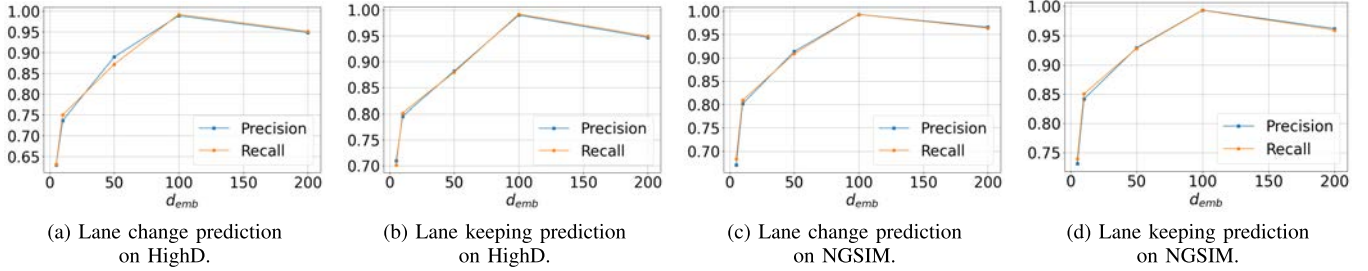 1.00
0.95
0.90
0.85
0.80
0.75
0.70
0.65
Precision
Recall
0 50 100 150 200
d_emb
(a) Lane change prediction
on HighD.
1.00
0.95
0.90
0.85
0.80
0.75
0.70
Precision
Recall
0 50 100 150 200
d_emb
(b) Lane keeping prediction
on HighD.
1.00
0.95
0.90
0.85
0.80
0.75
0.70
Precision
Recall
0 50 100 150 200
d_emb
(c) Lane change prediction
on NGSIM.
1.00
0.95
0.90
0.85
0.80
0.75
Precision
Recall
0 50 100 150 200
d_emb
(d) Lane keeping prediction
on NGSIM.